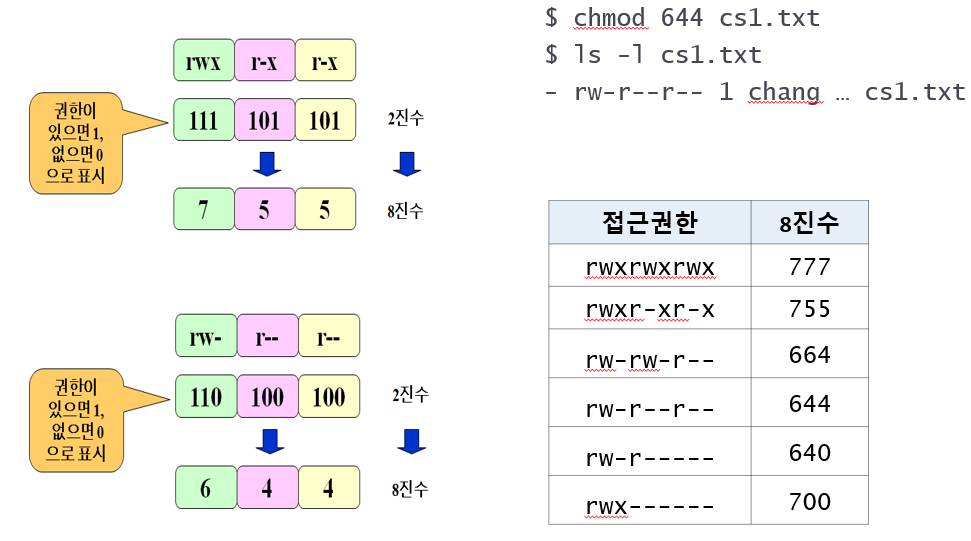 rwx r-x r-x
권한이
있으면 1,
없으면 0
으로 표시
111 101 101 2진수
7 5 5 8진수
rw- r-- r--
권한이
있으면 1,
없으면 0
으로 표시
110 100 100 2진수
6 4 4 8진수
$ chmod 644 cs1.txt
$ ls -l cs1.txt
- rw-r--r-- 1 chang … cs1.txt
접근권한 8진수
rwxrwxrwx 777
rwxr-xr-x 755
rw-rw-r-- 664
rw-r--r-- 644
rw-r----- 640
rwx------ 700